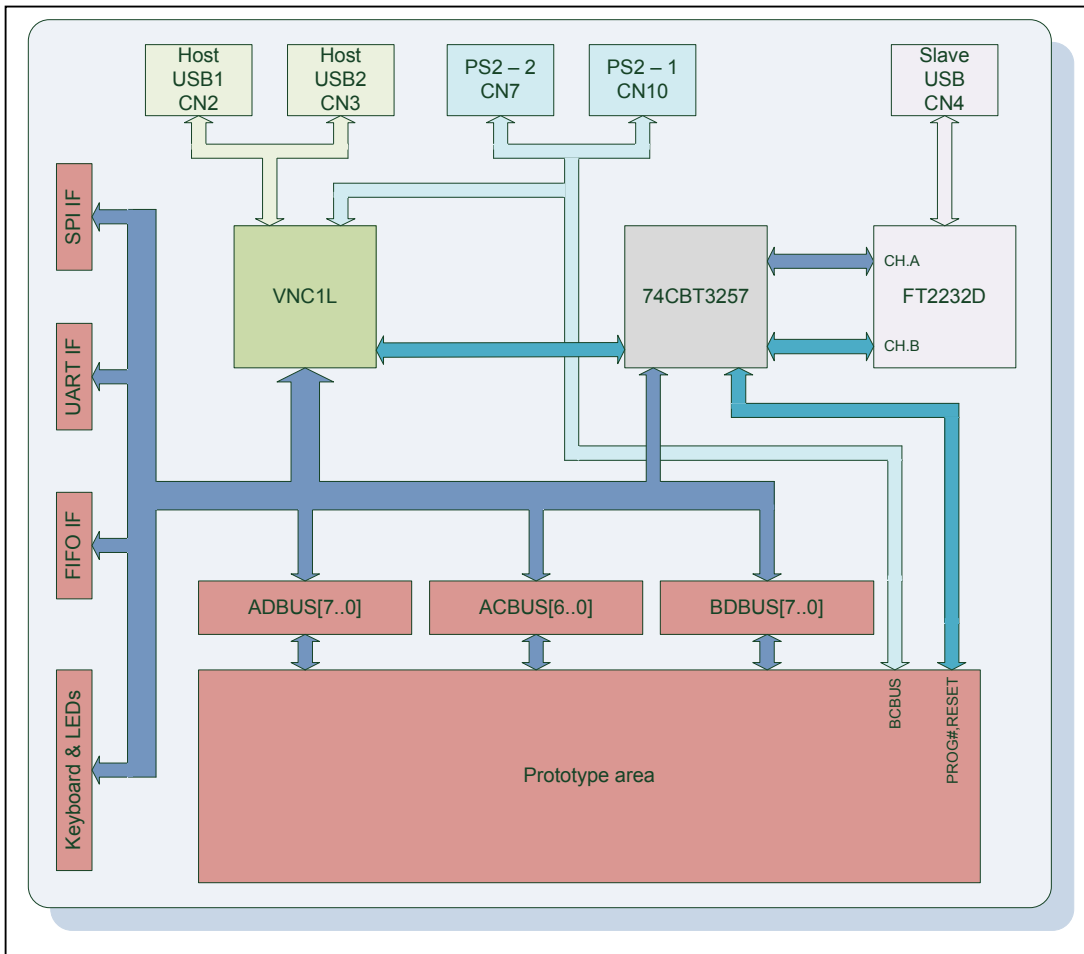 Host
USB1
CN2
Host
USB2
CN3
PS2 – 2
CN7
PS2 – 1
CN10
Slave
USB
CN4
SPI IF
UART IF
FIFO IF
Keyboard & LEDs
VNC1L
74CBT3257
CH.A
FT2232D
CH.B
ADBUS[7..0]
ACBUS[6..0]
BDBUS[7..0]
BCBUS
PROG#,RESET
Prototype area